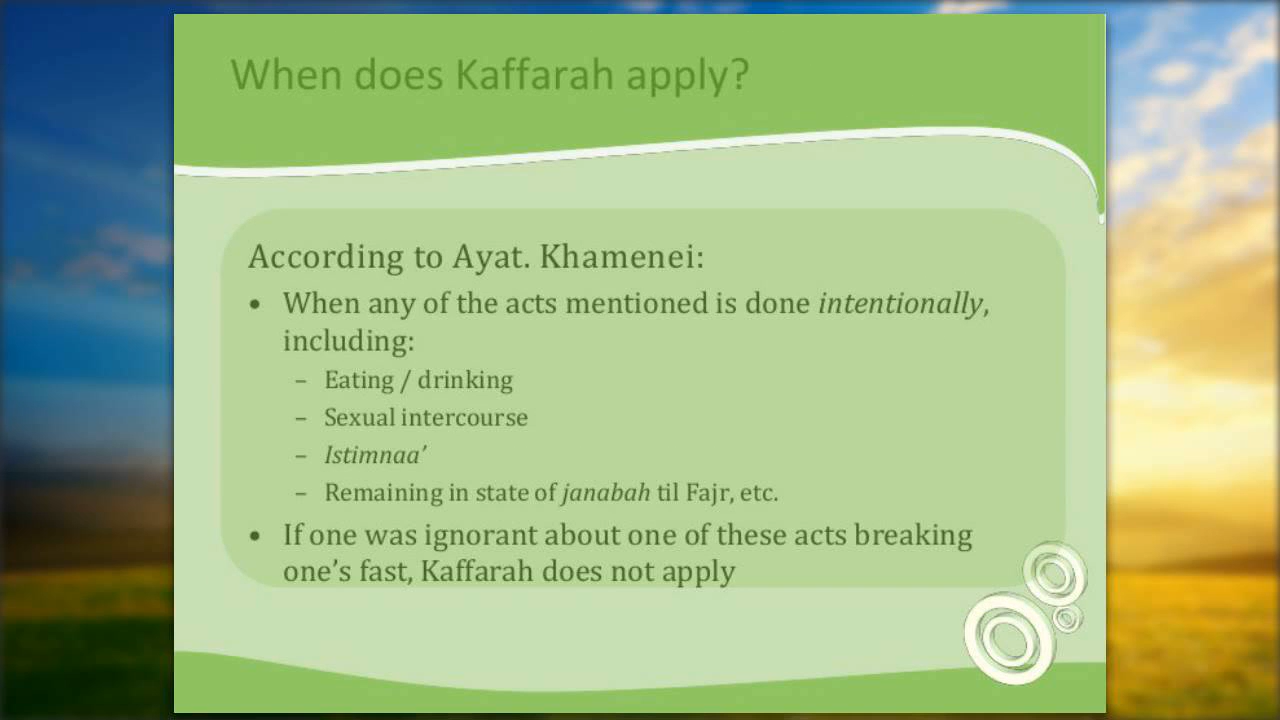 When does Kaffarah apply?
According to Ayat. Khamenei:
• When any of the acts mentioned is done intentionally,
including:
– Eating / drinking
– Sexual intercourse
– Istimnaa’
– Remaining in state of janabah til Fajr, etc.
• If one was ignorant about one of these acts breaking
one’s fast, Kaffarah does not apply